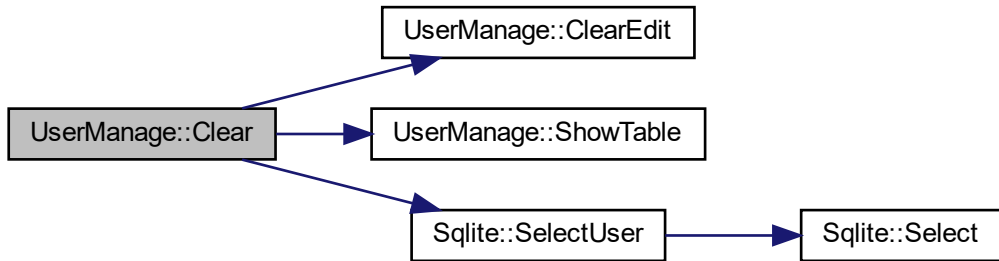 UserManage::ClearEdit
UserManage::Clear
UserManage::ShowTable
Sqlite::SelectUser
Sqlite::Select